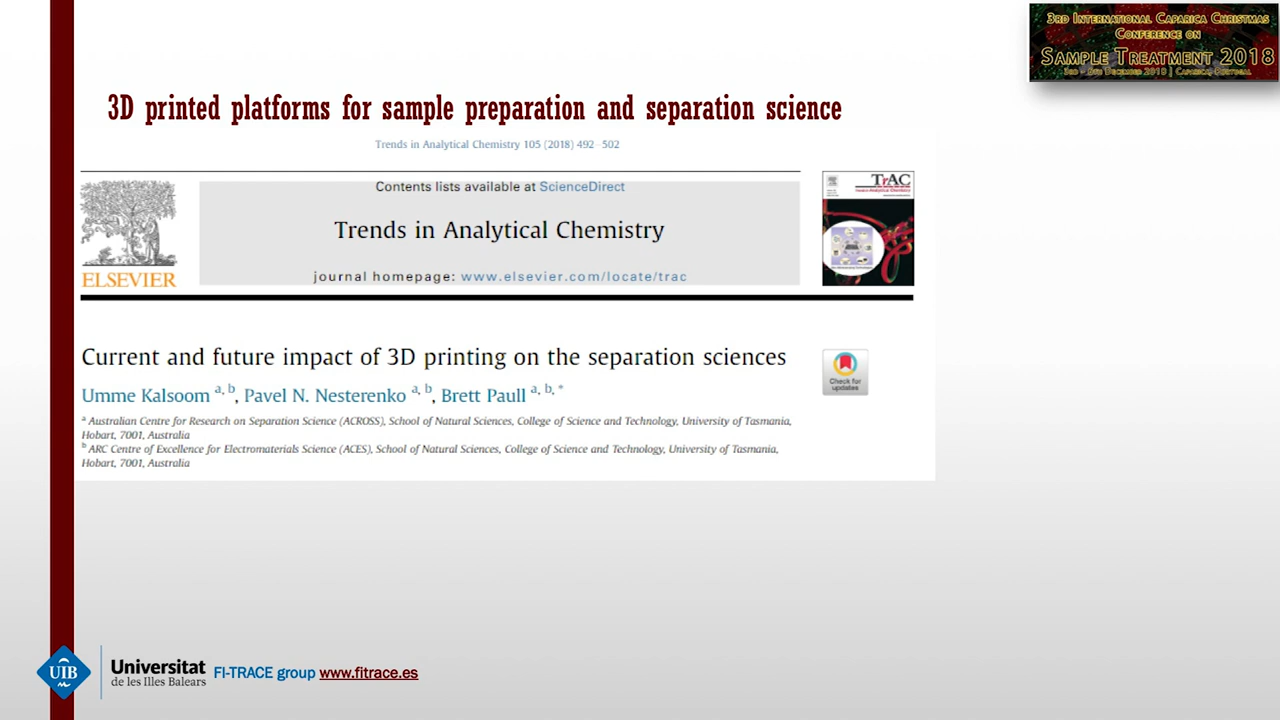 3RD INTERNATIONAL CAPARICA CHRISTMAS
CONFERENCE ON
SAMPLE TREATMENT 2018
3RD - 6TH DECEMBER 2018 | CAPARICA, PORTUGAL
3D printed platforms for sample preparation and separation science
Trends in Analytical Chemistry 105 (2018) 492–502
Contents lists available at ScienceDirect
Trends in Analytical Chemistry
journal homepage: www.elsevier.com/locate/trac
ELSEVIER
TrAC
Current and future impact of 3D printing on the separation sciences
Check for
updates
Umme Kalsoom a, b, Pavel N. Nesterenko a, b, Brett Paull a, b, *
a Australian Centre for Research on Separation Science (ACROSS), School of Natural Sciences, College of Science and Technology, University of Tasmania,
Hobart, 7001, Australia
b ARC Centre of Excellence for Electromaterials Science (ACES), School of Natural Sciences, College of Science and Technology, University of Tasmania,
Hobart, 7001, Australia
UIB
Universitat
de les Illes Balears
FI-TRACE group www.fitrace.es